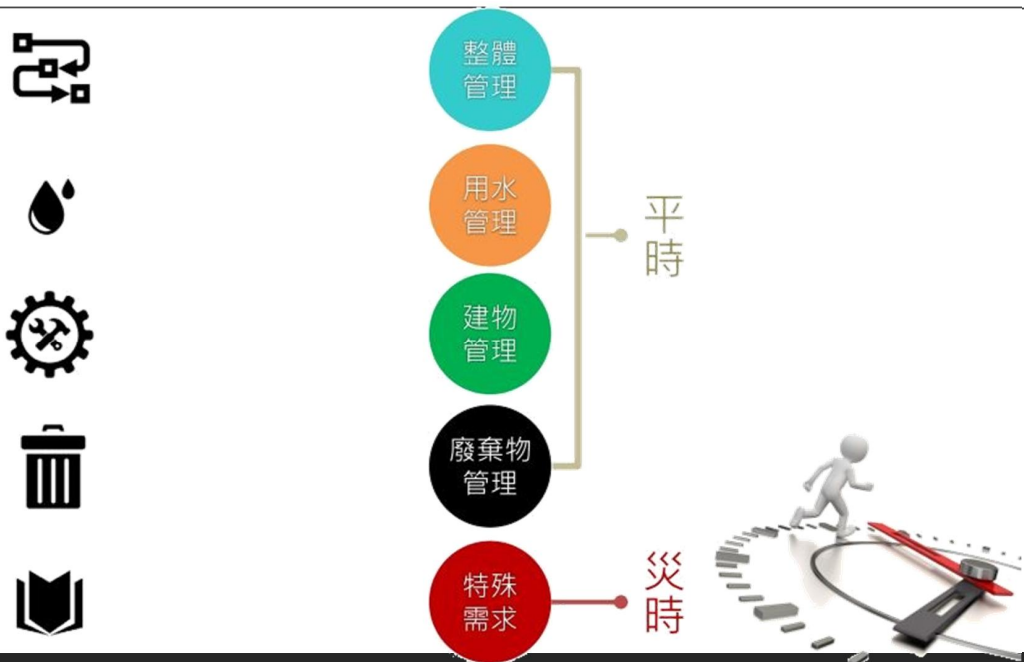 整體
管理
用水
管理
平
時
建物
管理
廢棄物
管理
特殊
需求
災
時